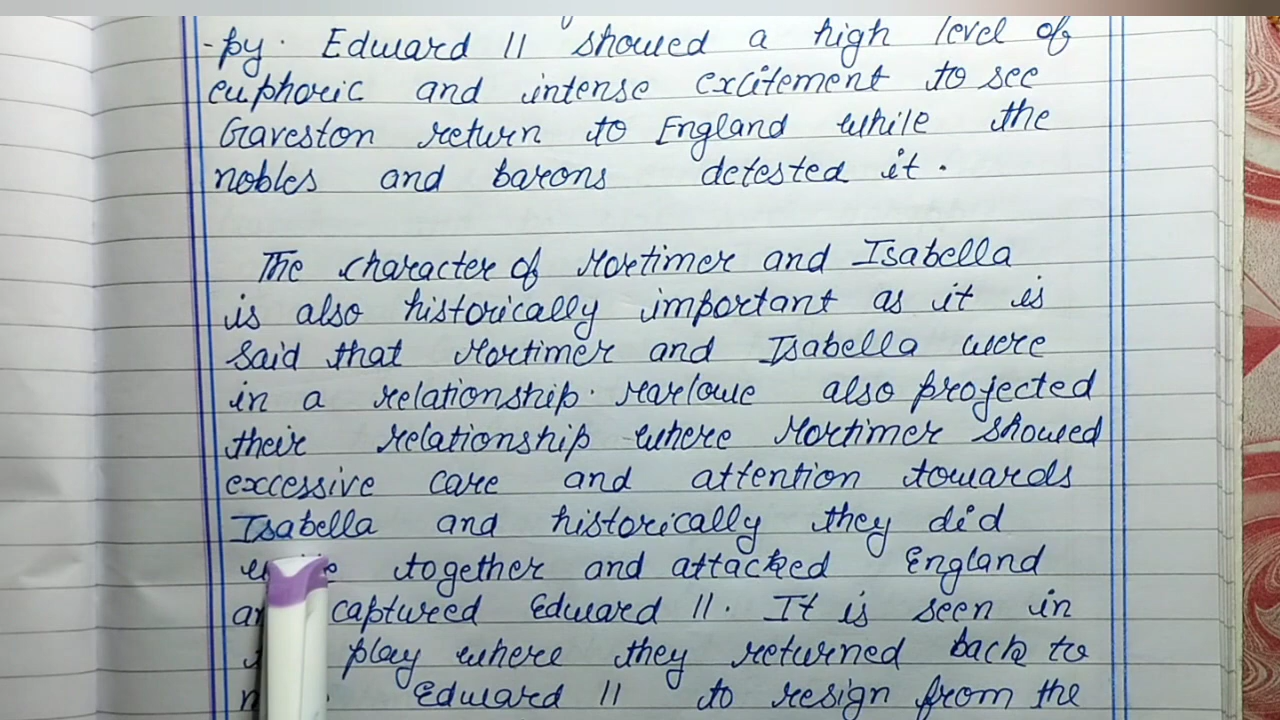 -py. Edward II showed a high level of
euphoric and intense excitement to see
Gaveston return to England while the
nobles and barons detested it.
The character of Mortimer and Isabella
is also historically important as it is
said that Mortimer and Isabella were
in a relationship. Marlowe also projected
their relationship where Mortimer showed
excessive care and attention towards
Isabella and historically they did
together and attacked England
captured Edward II. It is seen in
play where they returned back to
Edward II to resign from the